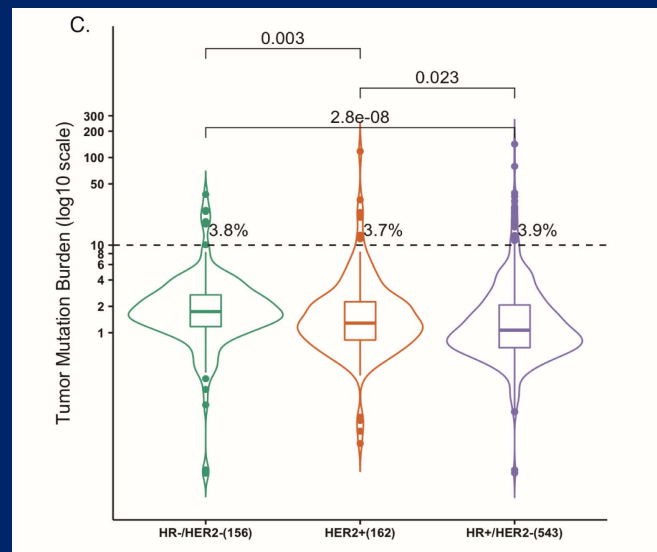 C.
0.003
0.023
2.8e-08
Tumor Mutation Burden (log10 scale)
300
200
100
50
10
8
6
4
2
1
3.8%
3.7%
3.9%
HR-/HER2-(156)
HER2+(162)
HR+/HER2-(543)